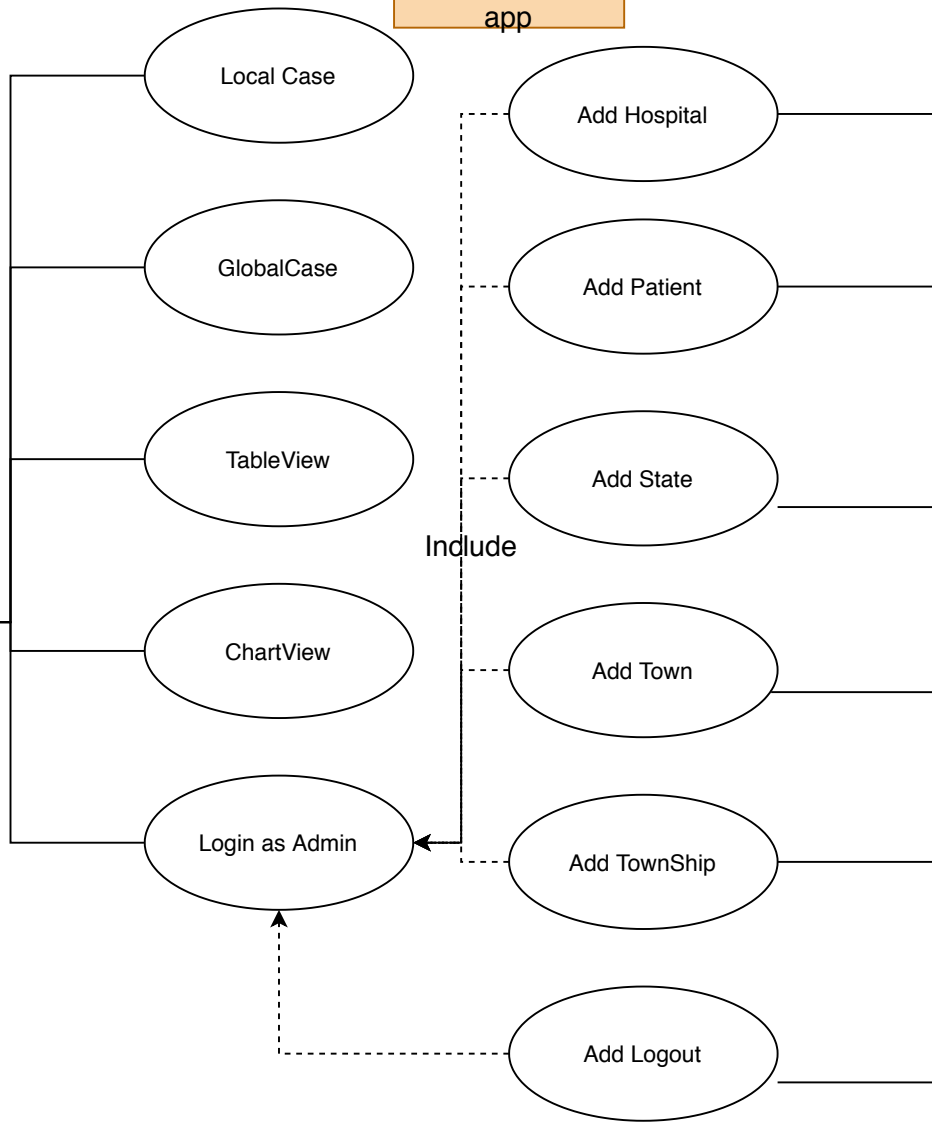 app
Local Case
GlobalCase
TableView
ChartView
Login as Admin
Include
Add Hospital
Add Patient
Add State
Add Town
Add TownShip
Add Logout